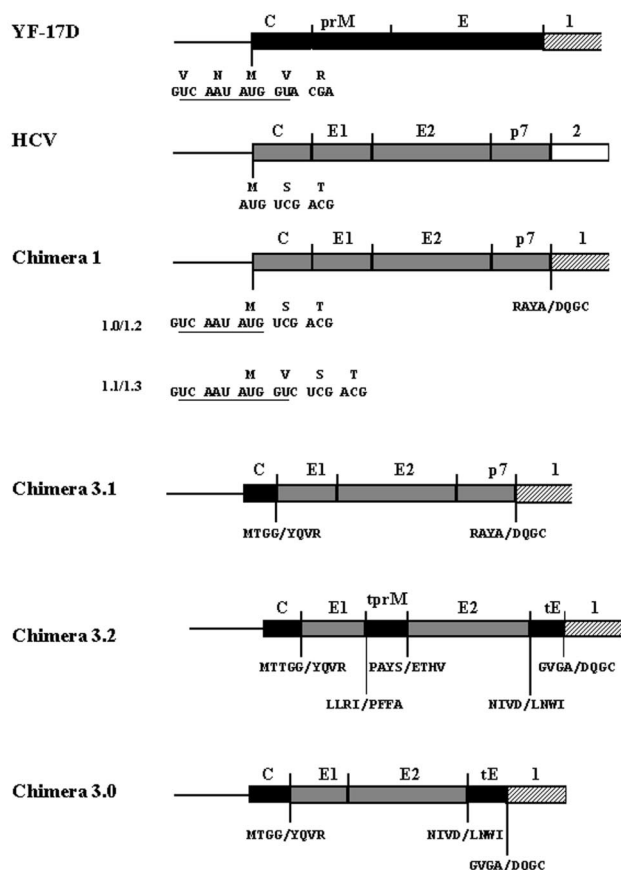 C prM E 1
YF-17D
V N M V R
GUC AAU AUG GUA CGA
C E1 E2 p7 2
HCV
M S T
AUG UCG ACG
C E1 E2 p7 1
Chimera 1
RAYA/DQGC
M S T
1.0/1.2 GUC AAU AUG UCG ACG
M V S T
1.1/1.3 GUC AAU AUG GUC UCG ACG
C E1 E2 p7 1
Chimera 3.1
MTGG/YQVR RAYA/DQGC
tprM
C E1 E2 tE 1
Chimera 3.2
MTTGG/YQVR PAYS/ETHV GVGA/DQGC
LLRI/PFFA NIVD/LNWI
C E1 E2 tE 1
Chimera 3.0
MTGG/YQVR NIVD/LNWI
GVGA/DQGC